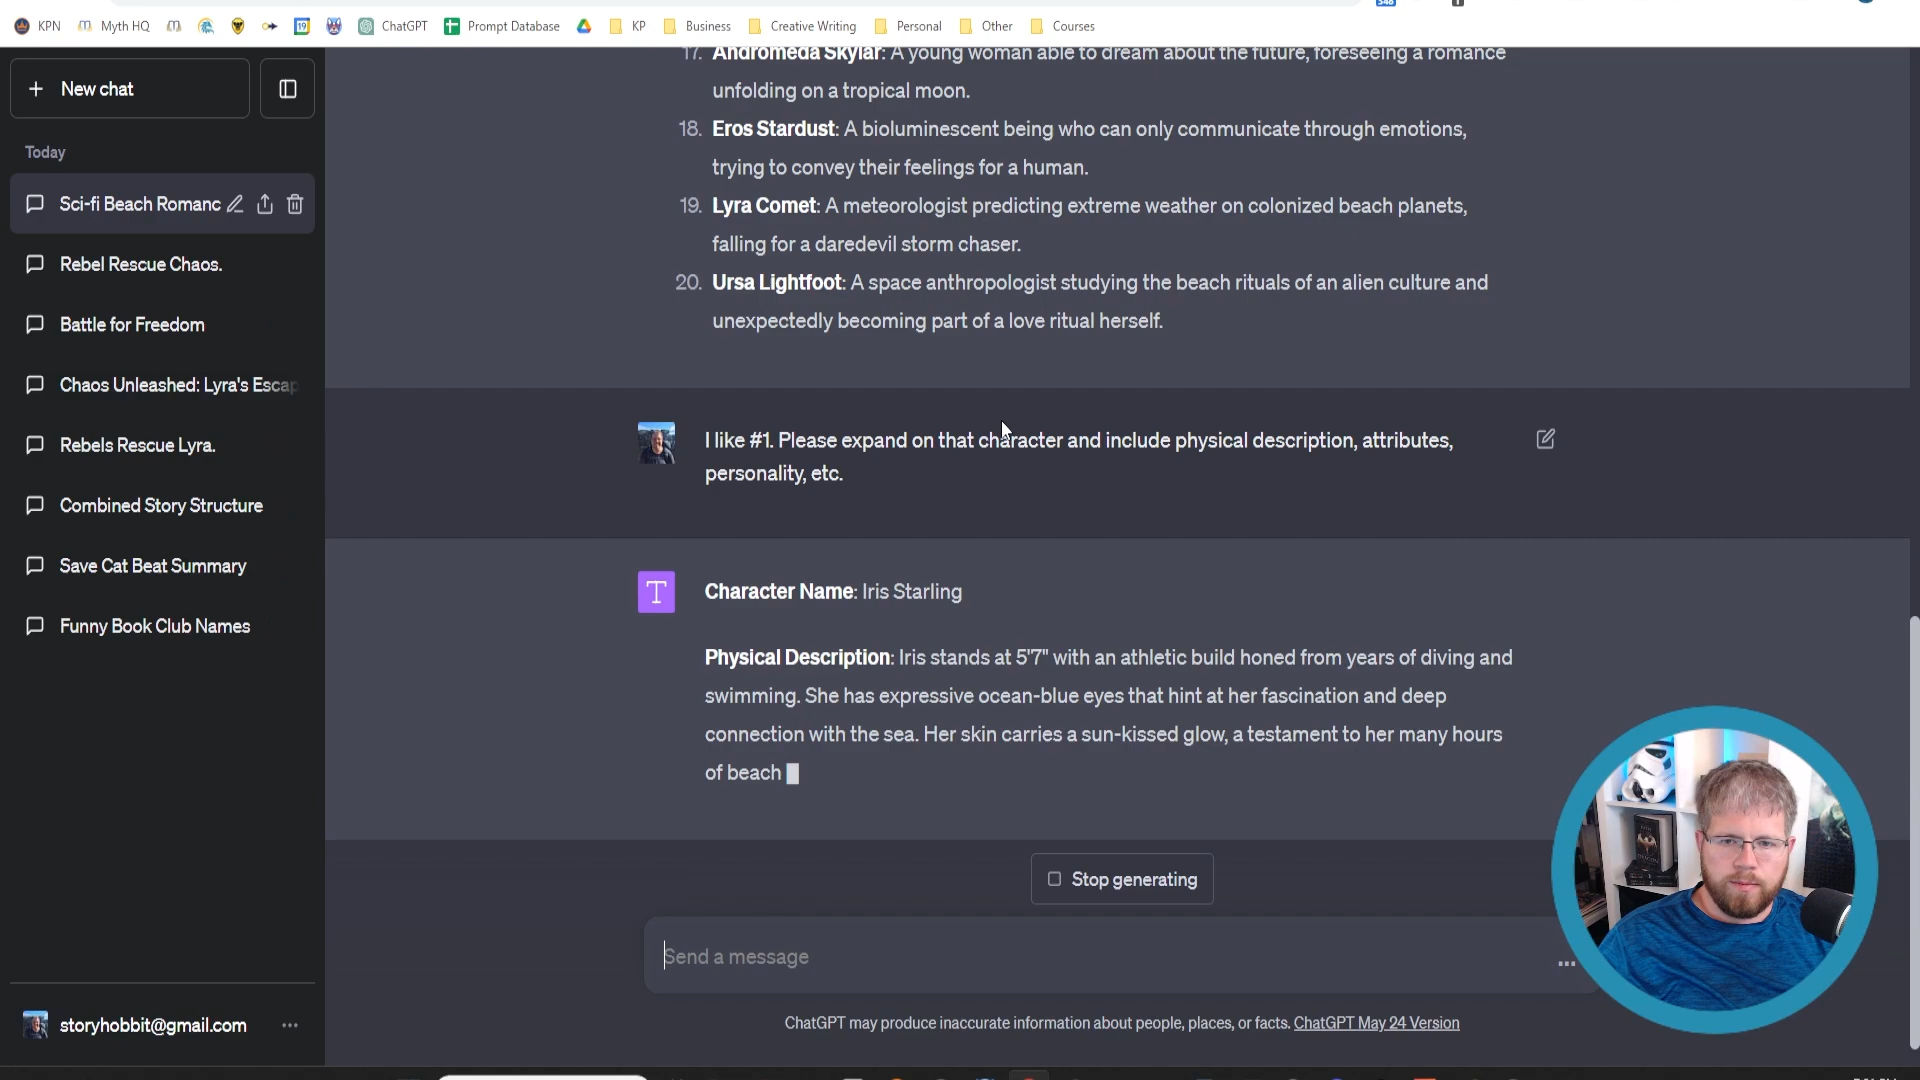 KPN
Myth HQ
ChatGPT
Prompt Database
KP
Business
Creative Writing
Personal
Other
Courses
New chat
Today
Sci-fi Beach Romanc
Rebel Rescue Chaos.
Battle for Freedom
Chaos Unleashed: Lyra's Escap
Rebels Rescue Lyra.
Combined Story Structure
Save Cat Beat Summary
Funny Book Club Names
storyhobbit@gmail.com
17. Andromeda Skylar: A young woman able to dream about the future, foreseeing a romance
unfolding on a tropical moon.
18. Eros Stardust: A bioluminescent being who can only communicate through emotions,
trying to convey their feelings for a human.
19. Lyra Comet: A meteorologist predicting extreme weather on colonized beach planets,
falling for a daredevil storm chaser.
20. Ursa Lightfoot: A space anthropologist studying the beach rituals of an alien culture and
unexpectedly becoming part of a love ritual herself.
I like #1. Please expand on that character and include physical description, attributes,
personality, etc.
T
Character Name: Iris Starling
Physical Description: Iris stands at 5'7" with an athletic build honed from years of diving and
swimming. She has expressive ocean-blue eyes that hint at her fascination and deep
connection with the sea. Her skin carries a sun-kissed glow, a testament to her many hours
of beach
Stop generating
Send a message
ChatGPT may produce inaccurate information about people, places, or facts. ChatGPT May 24 Version